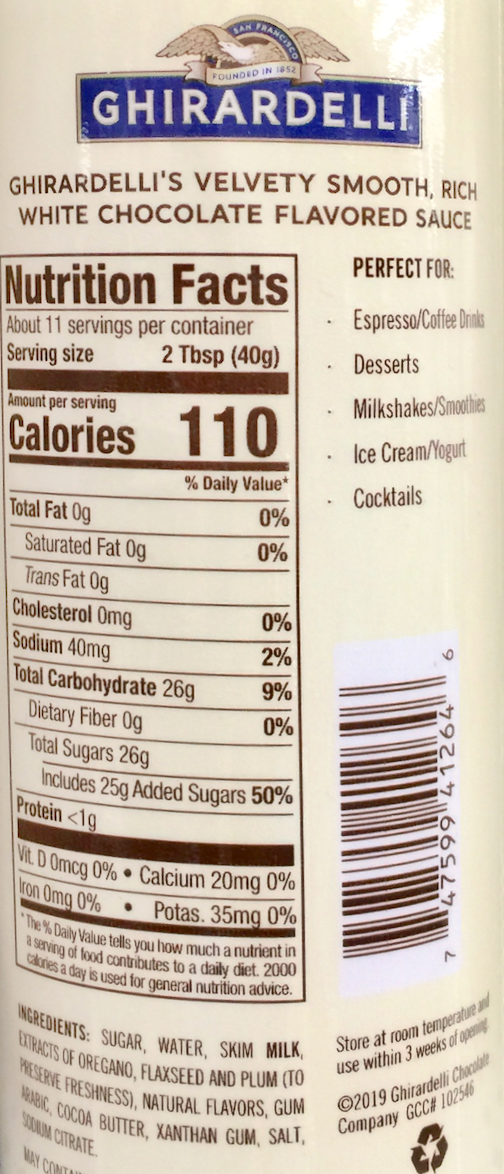 SAN FRANCISCO
FOUNDED IN 1852
GHIRARDELLI
GHIRARDELLI'S VELVETY SMOOTH, RICH
WHITE CHOCOLATE FLAVORED SAUCE
Nutrition Facts
About 11 servings per container
Serving size 2 Tbsp (40g)
Amount per serving
Calories 110
% Daily Value*
Total Fat 0g 0%
Saturated Fat 0g 0%
Trans Fat 0g
Cholesterol 0mg 0%
Sodium 40mg 2%
Total Carbohydrate 26g 9%
Dietary Fiber 0g 0%
Total Sugars 26g
Includes 25g Added Sugars 50%
Protein <1g
Vit. D 0mcg 0% • Calcium 20mg 0%
Iron 0mg 0% • Potas. 35mg 0%
*The % Daily Value tells you how much a nutrient in
a serving of food contributes to a daily diet. 2000
calories a day is used for general nutrition advice.
INGREDIENTS: SUGAR, WATER, SKIM MILK,
EXTRACTS OF OREGANO, FLAXSEED AND PLUM (TO
PRESERVE FRESHNESS), NATURAL FLAVORS, GUM
ARABIC, COCOA BUTTER, XANTHAN GUM, SALT,
SODIUM CITRATE.
MAY
PERFECT FOR:
· Espresso/Coffee Drinks
· Desserts
· Milkshakes/Smoothies
· Ice Cream/Yogurt
· Cocktails
7 47599 41264 6
Store at room temperature and
use within 3 weeks of opening.
©2019 Ghirardelli Chocolate
Company GCC# 102546